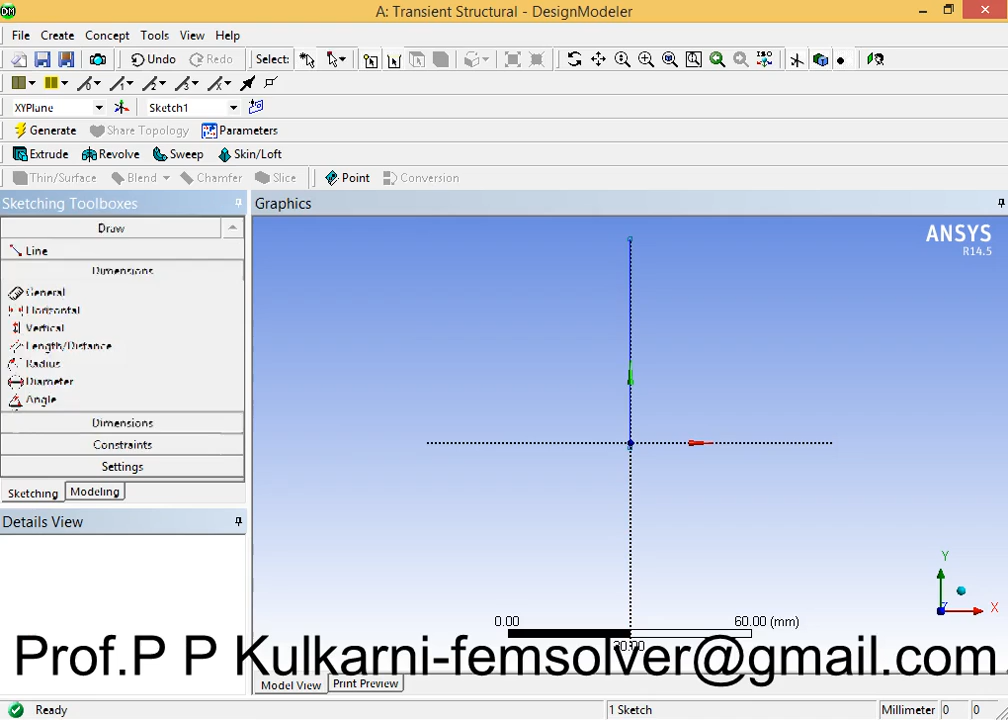 A: Transient Structural - DesignModeler
File Create Concept Tools View Help
Undo Redo Select:
XYPlane Sketch1
Generate Share Topology Parameters
Extrude Revolve Sweep Skin/Loft
Thin/Surface Blend Chamfer Slice Point Conversion
Sketching Toolboxes
Draw
Line
Dimensions
General
Horizontal
Vertical
Length/Distance
Radius
Diameter
Angle
Dimensions
Constraints
Settings
Sketching Modeling
Details View
Graphics
ANSYS
R14.5
Y
X
Z
0.00 60.00 (mm)
30.00
Prof.P P Kulkarni-femsolver@gmail.com.
Model View Print Preview
Ready 1 Sketch Millimeter 0 0